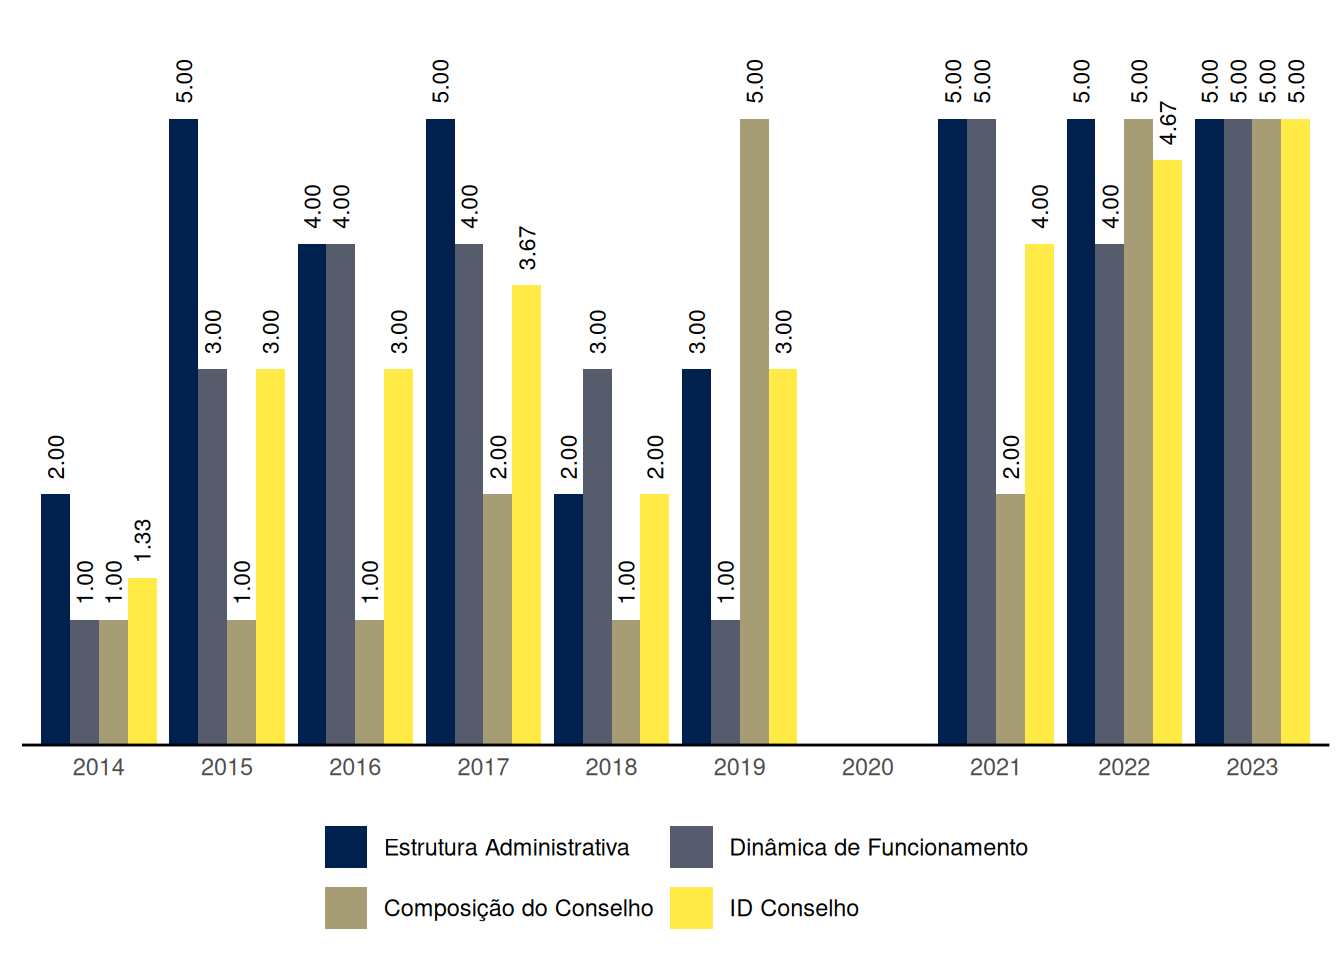 2.00 1.00 1.00 1.33
5.00 3.00 1.00 3.00
4.00 4.00 1.00 3.00
5.00 4.00 2.00 3.67
2.00 3.00 1.00 2.00
3.00 1.00 5.00 3.00
5.00 5.00 2.00 4.00
5.00 4.00 5.00 4.67
5.00 5.00 5.00 5.00
2014 2015 2016 2017 2018 2019 2020 2021 2022 2023
Estrutura Administrativa Dinâmica de Funcionamento
Composição do Conselho ID Conselho